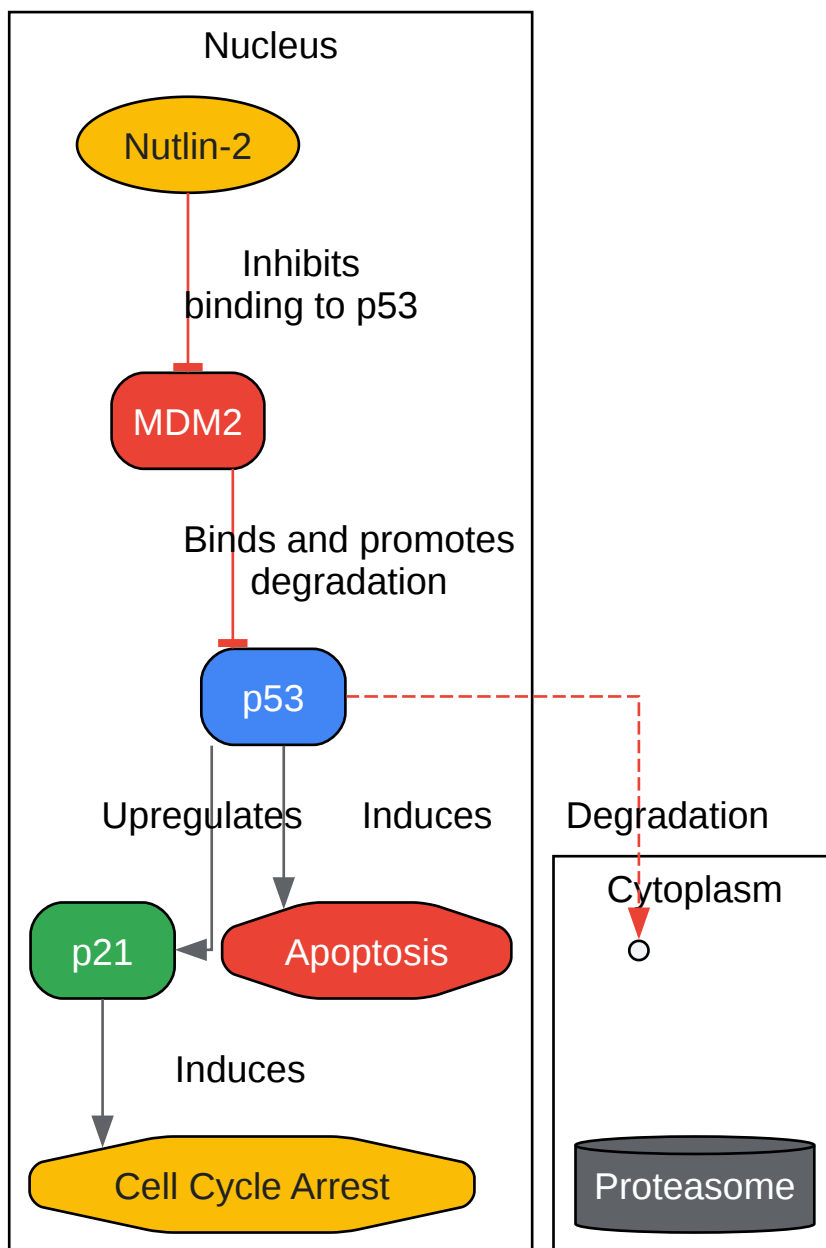 Nucleus
Nutlin-2
Inhibits
binding to p53
MDM2
Binds and promotes
degradation
p53
Upregulates
Induces
Degradation
Cytoplasm
p21
Apoptosis
Induces
Cell Cycle Arrest
Proteasome